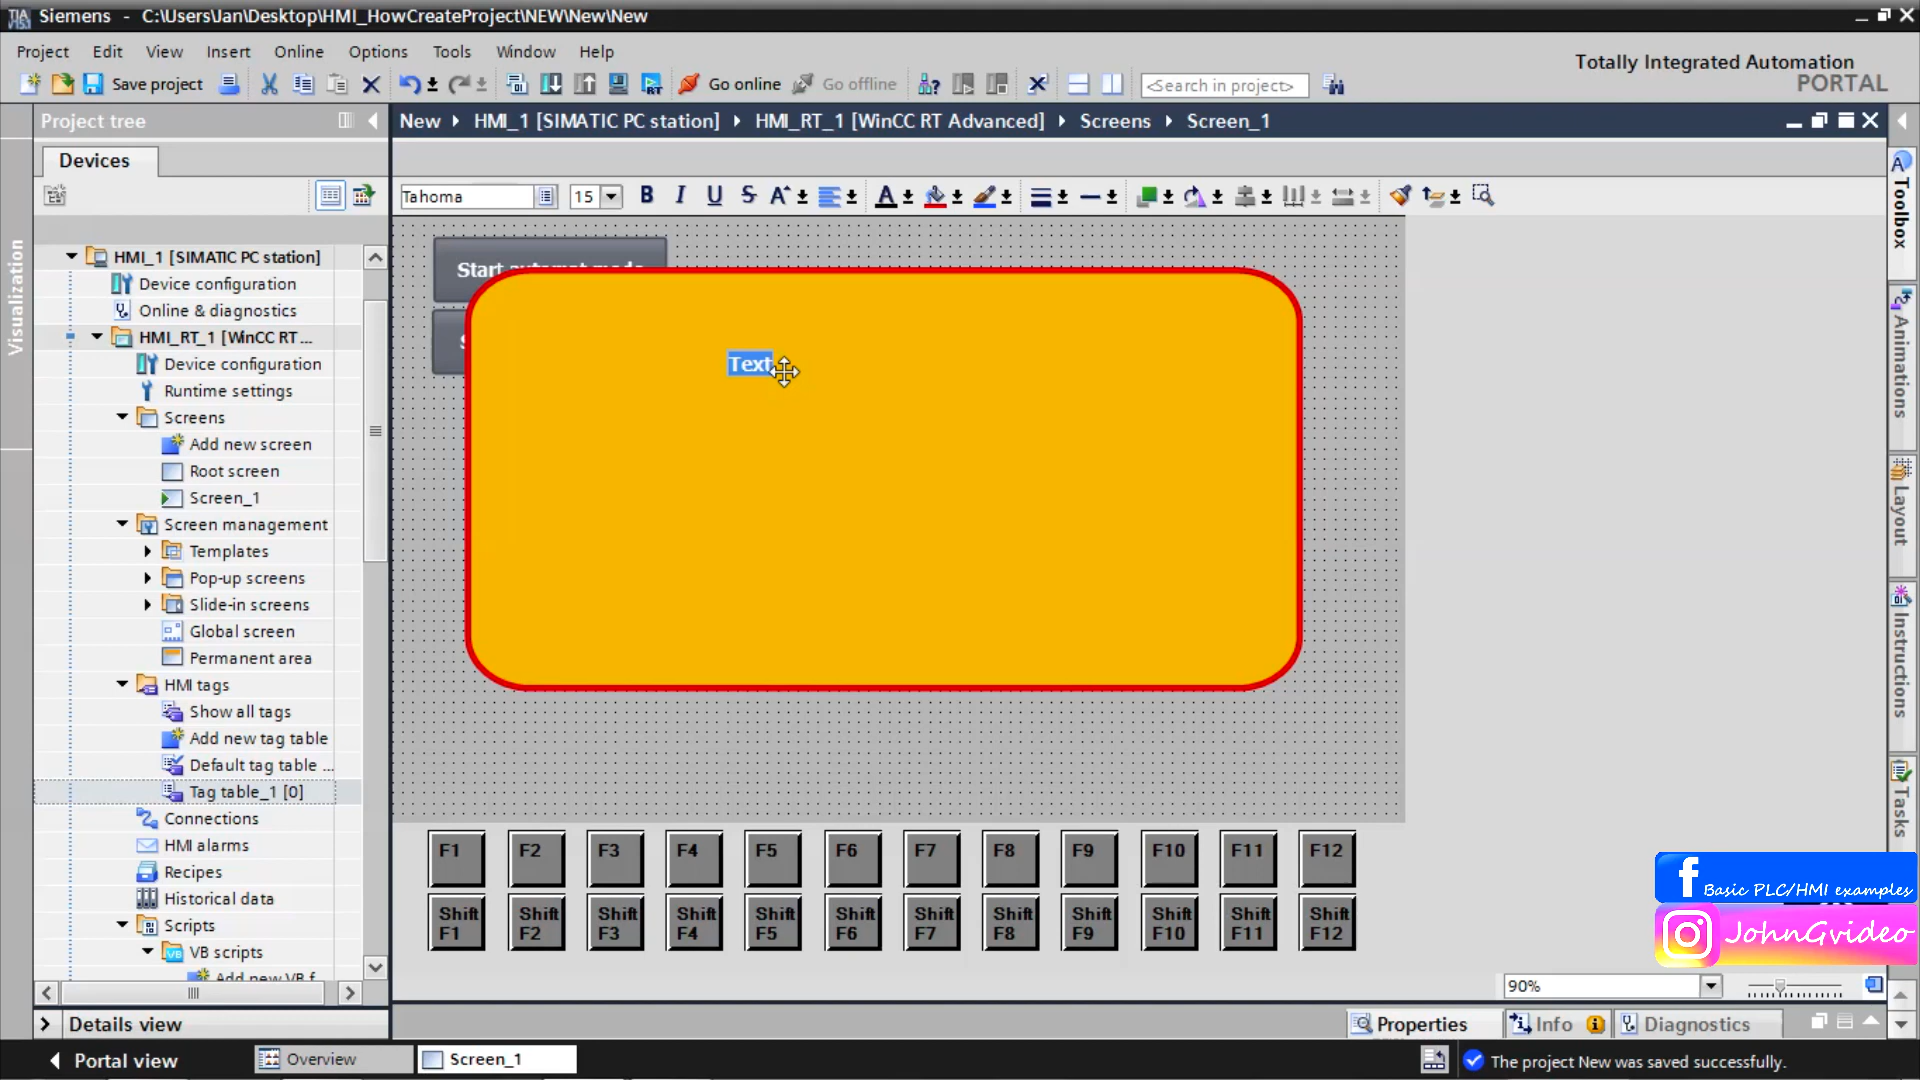 Siemens - C:\Users\Jan\Desktop\HMI_HowCreateProject\NEW\New\New
Project Edit View Insert Online Options Tools Window Help
Totally Integrated Automation
PORTAL
Save project Go online Go offline <Search in project>
Project tree
New HMI_1 [SIMATIC PC station] HMI_RT_1 [WinCC RT Advanced] Screens Screen_1
Devices
Tahoma 15 B I U S
HMI_1 [SIMATIC PC station]
Device configuration
Online & diagnostics
HMI_RT_1 [WinCC RT ...
Device configuration
Runtime settings
Screens
Add new screen
Root screen
Screen_1
Screen management
Templates
Pop-up screens
Slide-in screens
Global screen
Permanent area
HMI tags
Show all tags
Add new tag table
Default tag table ...
Tag table_1 [0]
Connections
HMI alarms
Recipes
Historical data
Scripts
VB scripts
Visualization
Start automat mode
Text
F1 F2 F3 F4 F5 F6 F7 F8 F9 F10 F11 F12
Shift Shift Shift Shift Shift Shift Shift Shift Shift Shift Shift Shift
F1 F2 F3 F4 F5 F6 F7 F8 F9 F10 F11 F12
Toolbox
Animations
Layout
Instructions
Tasks
Basic PLC/HMI examples
JohnGvideo
90%
Properties Info Diagnostics
Details view
Portal view Overview Screen_1
The project New was saved successfully.